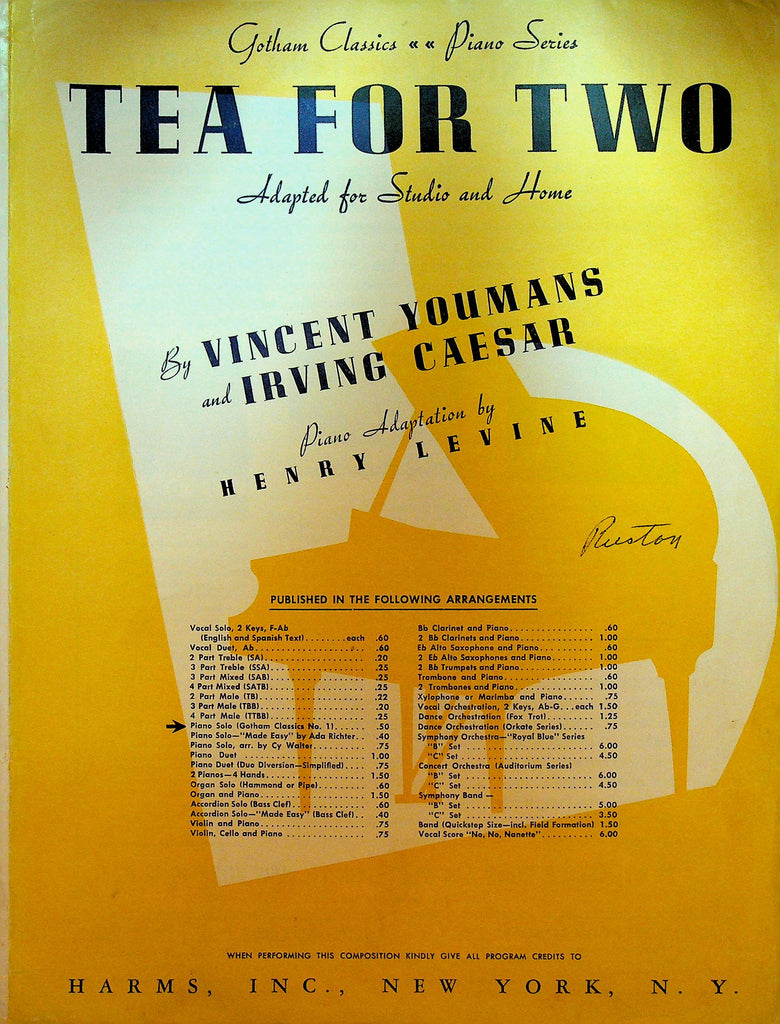 Gotham Classics «« Piano Series
TEA FOR TWO
Adapted for Studio and Home
By VINCENT YOUMANS
and IRVING CAESAR
Piano Adaptation by
HENRY LEVINE
Ruston
PUBLISHED IN THE FOLLOWING ARRANGEMENTS
Vocal Solo, 2 Keys, F-Ab
(English and Spanish Text).........each .60
Vocal Duet, Ab.......................... .60
2 Part Treble (SA)....................... .20
3 Part Treble (SSA)...................... .25
3 Part Mixed (SAB)...................... .25
4 Part Mixed (SATB)..................... .25
2 Part Male (TB)......................... .22
3 Part Male (TBB)........................ .20
4 Part Male (TTBB)...................... .25
Piano Solo (Gotham Classics No. 1)...... .50
Piano Solo—"Made Easy" by Ada Richter.. .40
Piano Solo, arr. by Cy Walter............. .75
Piano Duet ............................. 1.00
Piano Duet (Duo Diversion—Simplified).... .75
2 Pianos—4 Hands...................... 1.50
Organ Solo (Hammond or Pipe)........... .60
Organ and Piano........................ 1.50
Accordion Solo (Bass Clef)............... .60
Accordion Solo—"Made Easy" (Bass Clef).. .40
Violin and Piano......................... .75
Violin, Cello and Piano .................. .75
Bb Clarinet and Piano.................... .60
2 Bb Clarinets and Piano................. 1.00
Eb Alto Saxophone and Piano............. .60
2 Eb Alto Saxophones and Piano.......... 1.00
2 Bb Trumpets and Piano................. 1.00
Trombone and Piano..................... .60
2 Trombones and Piano.................. 1.00
Xylophone or Marimba and Piano......... .75
Vocal Orchestration, 2 Keys, Ab-G...each 1.50
Dance Orchestration (Fox Trot)........... 1.25
Dance Orchestration (Orkate Series)...... .75
Symphony Orchestra—"Royal Blue" Series
"B" Set ............................. 6.00
"C" Set ............................. 4.50
Concert Orchestra (Auditorium Series)
"B" Set ............................. 6.00
"C" Set ............................. 4.50
Symphony Band —
"B" Set ............................. 5.00
"C" Set ............................. 3.50
Band (Quickstep Size—incl. Field Formation) 1.50
Vocal Score "No, No, Nanette"........... 6.00
WHEN PERFORMING THIS COMPOSITION KINDLY GIVE ALL PROGRAM CREDITS TO
HARMS, INC., NEW YORK, N. Y.